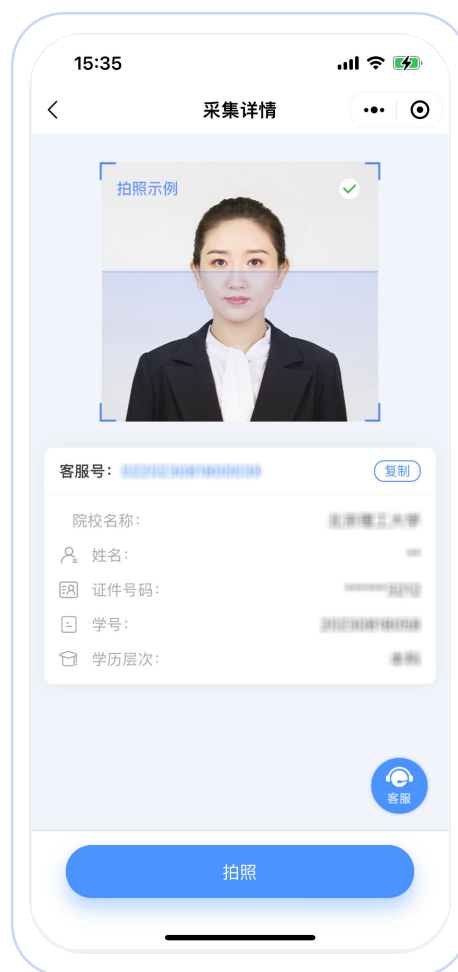 15:35
采集详情
拍照示例
客服号：
复制
院校名称：
姓名：
证件号码：
学号：
学历层次：
客服
拍照